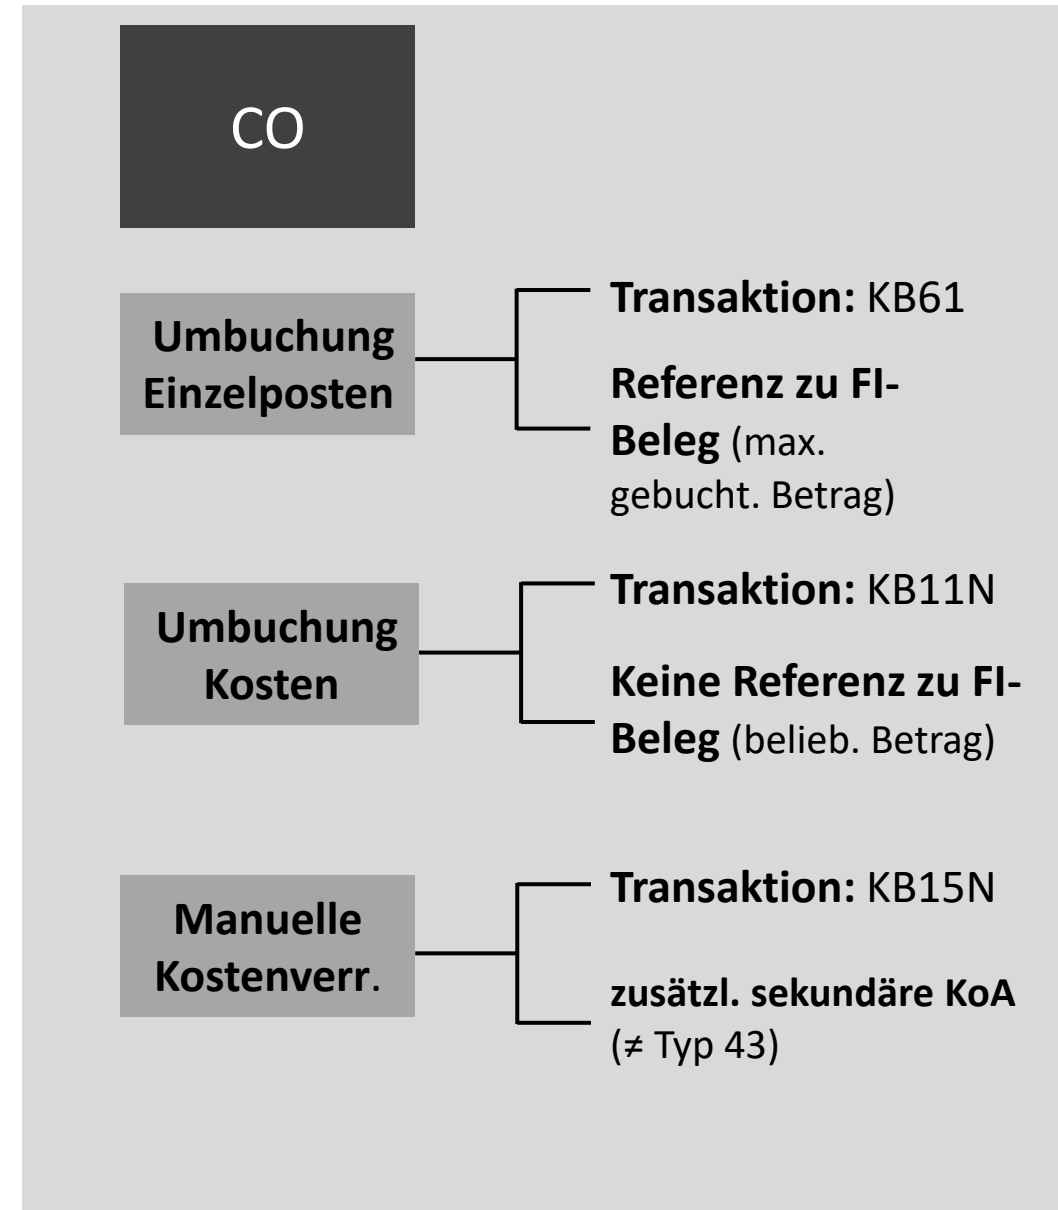 CO
Umbuchung
Einzelposten
Transaktion: KB61
Referenz zu FI-
Beleg (max.
gebucht. Betrag)
Umbuchung
Kosten
Transaktion: KB11N
Keine Referenz zu FI-
Beleg (belieb. Betrag)
Manuelle
Kostenverr.
Transaktion: KB15N
zusätzl. sekundäre KoA
(≠ Typ 43)